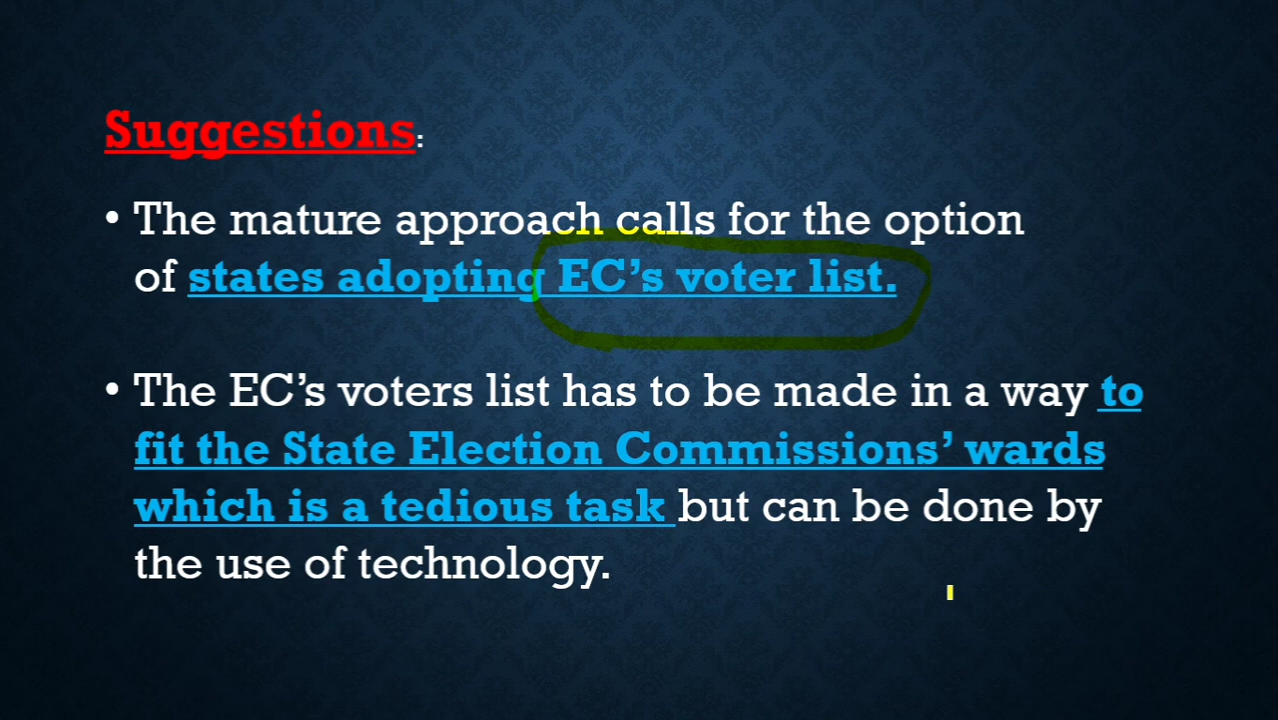 Suggestions:
• The mature approach calls for the option
of states adopting EC’s voter list.
• The EC’s voters list has to be made in a way to
fit the State Election Commissions’ wards
which is a tedious task but can be done by
the use of technology.